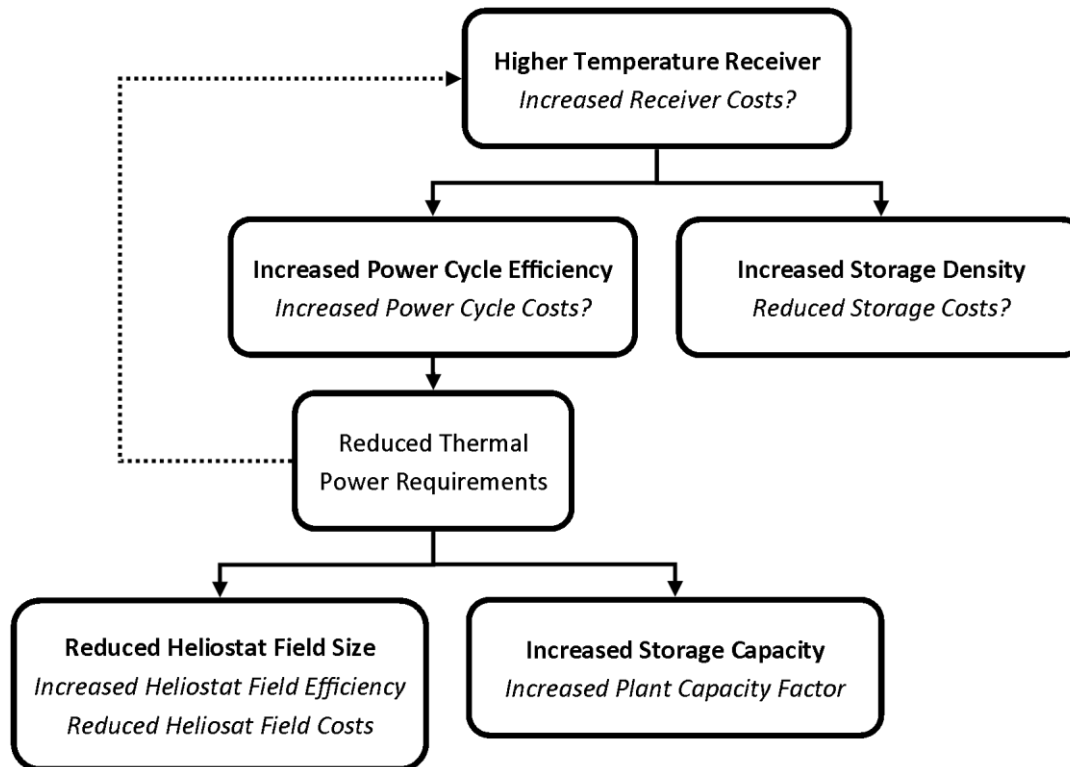 Higher Temperature Receiver
Increased Receiver Costs?
Increased Power Cycle Efficiency
Increased Power Cycle Costs?
Increased Storage Density
Reduced Storage Costs?
Reduced Thermal
Power Requirements
Reduced Heliostat Field Size
Increased Heliostat Field Efficiency
Reduced Heliosat Field Costs
Increased Storage Capacity
Increased Plant Capacity Factor